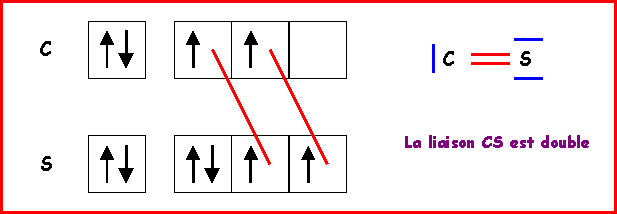 C
|C = S
S
La liaison CS est double